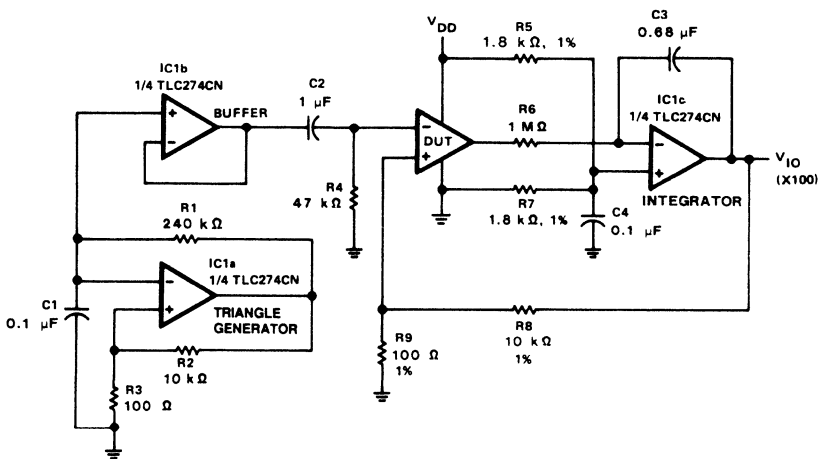 V_DD
R5
1.8 kΩ, 1%
C3
0.68 µF
IC1b
1/4 TLC274CN
BUFFER
C2
1 µF
+
−
−
DUT
+
R6
1 MΩ
IC1c
1/4 TLC274CN
−
+
V_IO
(X100)
INTEGRATOR
R4
47 kΩ
R7
1.8 kΩ, 1%
C4
0.1 µF
R1
240 kΩ
IC1a
1/4 TLC274CN
−
+
TRIANGLE
GENERATOR
C1
0.1 µF
R2
10 kΩ
R3
100 Ω
R8
10 kΩ
1%
R9
100 Ω
1%